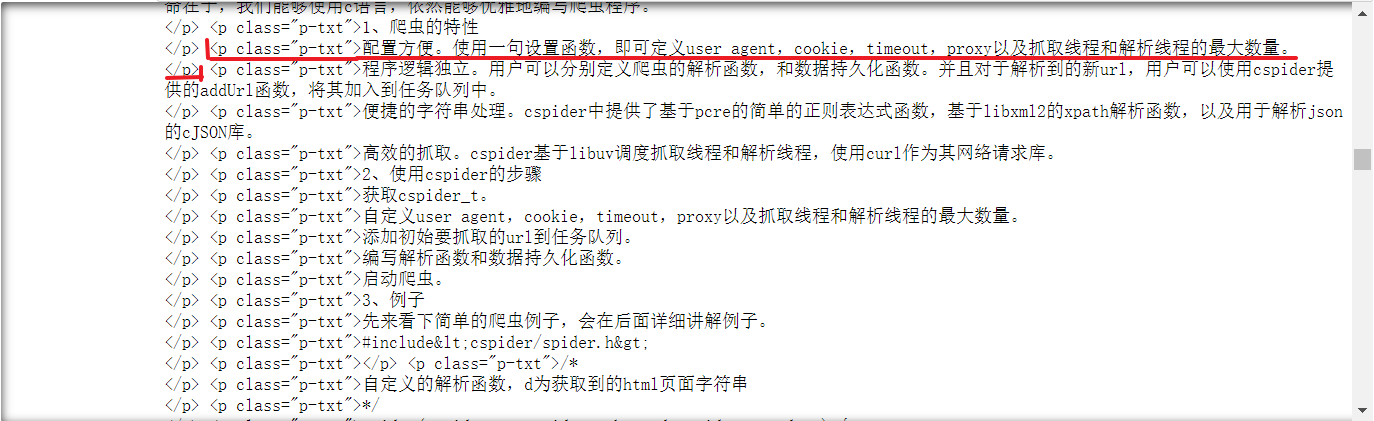 命在于，我们能够使用c语言，依然能够优雅地编写爬虫程序。
</p> <p class="p-txt">1、爬虫的特性
</p> <p class="p-txt">配置方便。使用一句设置函数，即可定义user agent，cookie，timeout，proxy以及抓取线程和解析线程的最大数量。
</p> <p class="p-txt">程序逻辑独立。用户可以分别定义爬虫的解析函数，和数据持久化函数。并且对于解析到的新url，用户可以使用cspider提
供的addUrl函数，将其加入到任务队列中。
</p> <p class="p-txt">便捷的字符串处理。cspider中提供了基于pcre的简单的正则表达式函数，基于libxml2的xpath解析函数，以及用于解析json
的cJSON库。
</p> <p class="p-txt">高效的抓取。cspider基于libuv调度抓取线程和解析线程，使用curl作为其网络请求库。
</p> <p class="p-txt">2、使用cspider的步骤
</p> <p class="p-txt">获取cspider_t。
</p> <p class="p-txt">自定义user agent，cookie，timeout，proxy以及抓取线程和解析线程的最大数量。
</p> <p class="p-txt">添加初始要抓取的url到任务队列。
</p> <p class="p-txt">编写解析函数和数据持久化函数。
</p> <p class="p-txt">启动爬虫。
</p> <p class="p-txt">3、例子
</p> <p class="p-txt">先来看下简单的爬虫例子，会在后面详细讲解例子。
</p> <p class="p-txt">#include&lt;cspider/spider.h&gt;
</p> <p class="p-txt"></p> <p class="p-txt">/*
</p> <p class="p-txt">自定义的解析函数，d为获取到的html页面字符串
</p> <p class="p-txt">*/